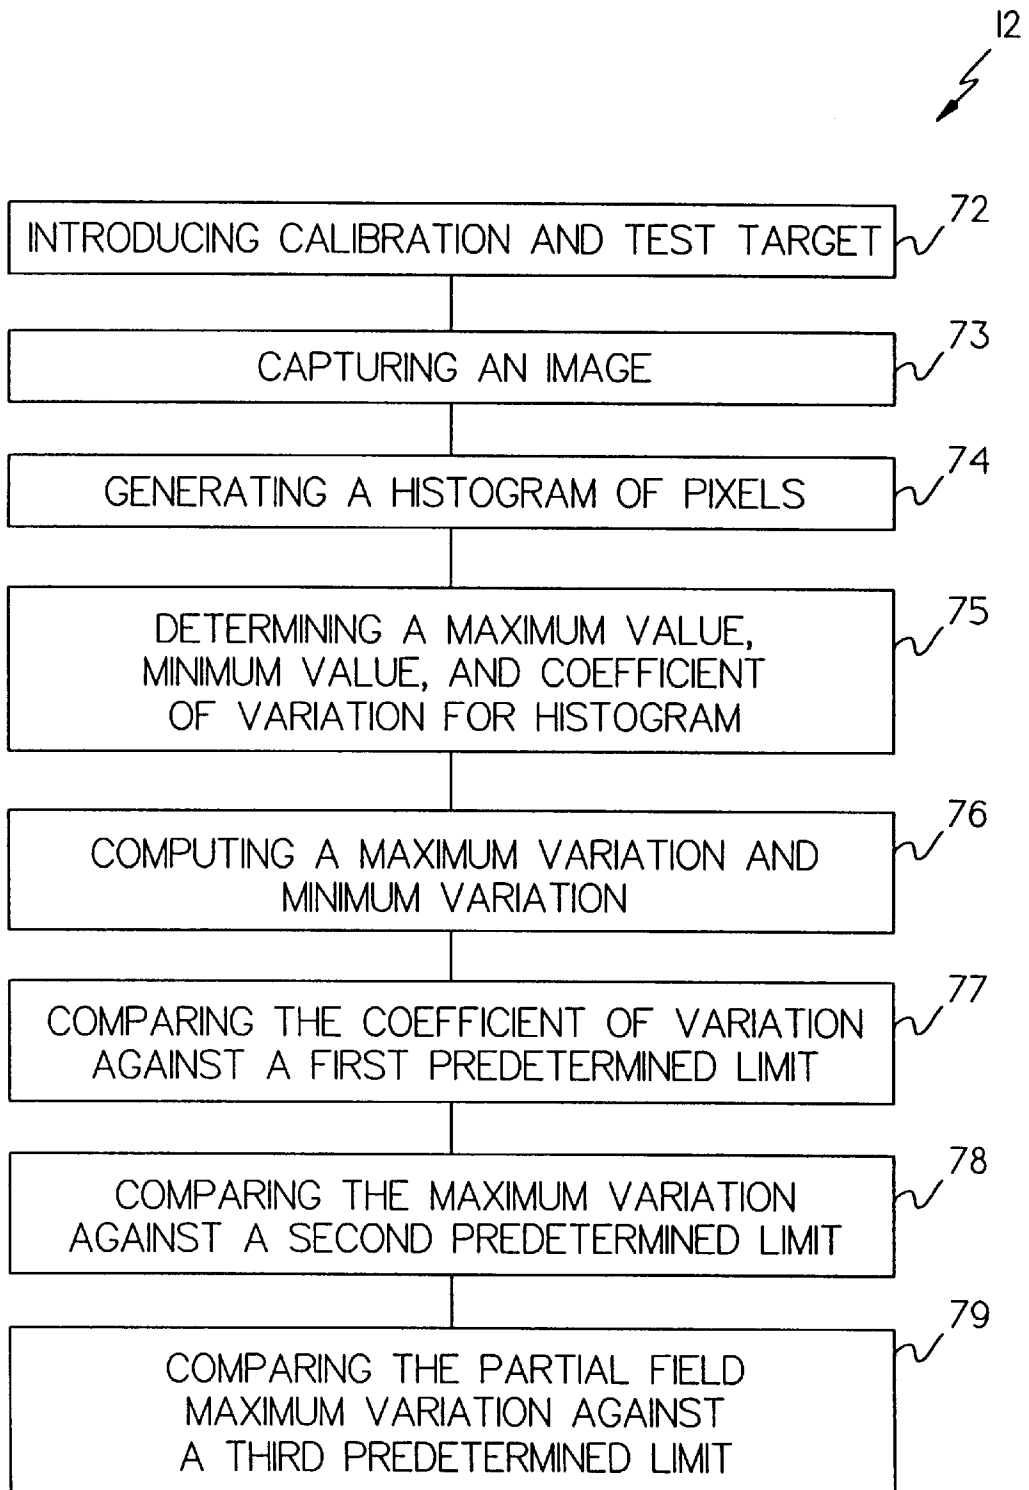 12
INTRODUCING CALIBRATION AND TEST TARGET
72
CAPTURING AN IMAGE
73
GENERATING A HISTOGRAM OF PIXELS
74
DETERMINING A MAXIMUM VALUE,
MINIMUM VALUE, AND COEFFICIENT
OF VARIATION FOR HISTOGRAM
75
COMPUTING A MAXIMUM VARIATION AND
MINIMUM VARIATION
76
COMPARING THE COEFFICIENT OF VARIATION
AGAINST A FIRST PREDETERMINED LIMIT
77
COMPARING THE MAXIMUM VARIATION
AGAINST A SECOND PREDETERMINED LIMIT
78
COMPARING THE PARTIAL FIELD
MAXIMUM VARIATION AGAINST
A THIRD PREDETERMINED LIMIT
79